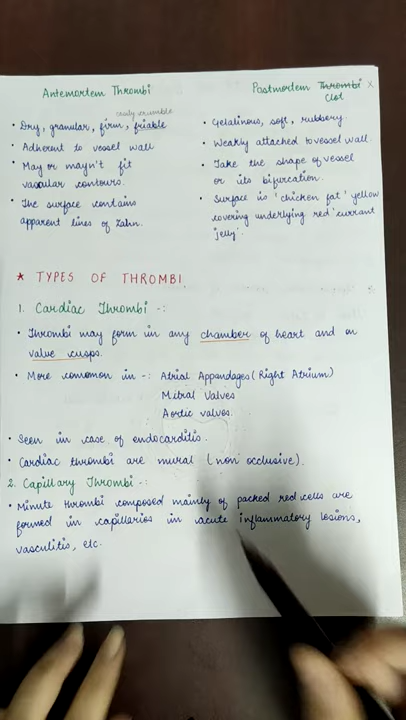 Antemortem Thrombi
easily crumble
• Dry, granular, firm, friable
• Adherent to vessel wall
• May or mayn't fit
vascular contours.
• The surface contains
apparent lines of Zahn.
Postmortem Thrombi x
Clot
• Gelatinous, soft, rubbery
• Weakly attached to vessel wall.
• Take the shape of vessel
or its bifurcation.
• Surface is 'chicken fat' yellow
covering underlying red 'currant
jelly'.
* TYPES OF THROMBI
1. Cardiac Thrombi -:
• Thrombi may form in any chamber of heart and on
value cusps.
• More common in -: Atrial Appendages (Right Atrium)
Mitral Valves
Aortic valves.
• Seen in case of endocarditis.
• Cardiac thrombi are mural (non occlusive).
2. Capillary Thrombi -:
• Minute thrombi composed mainly of packed red cells are
formed in capillaries in acute inflammatory lesions,
vasculitis, etc.